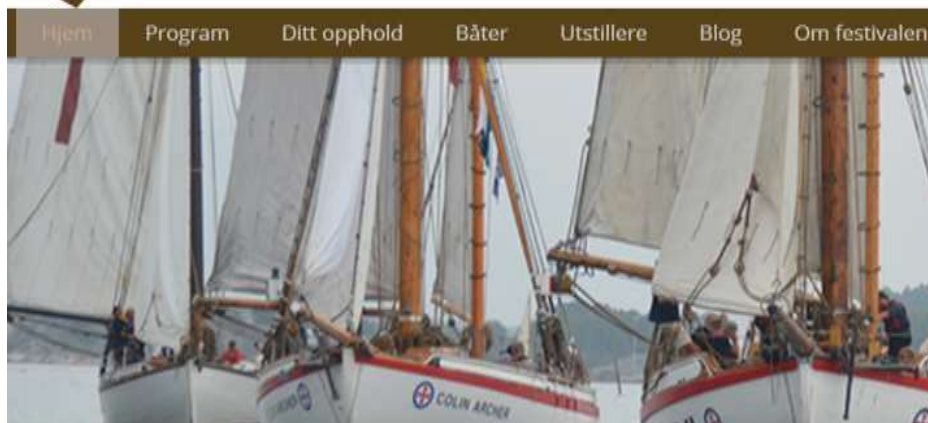 Hjem Program Ditt opphold Båter Utstillere Blog Om festivalen
COLIN ARCHER